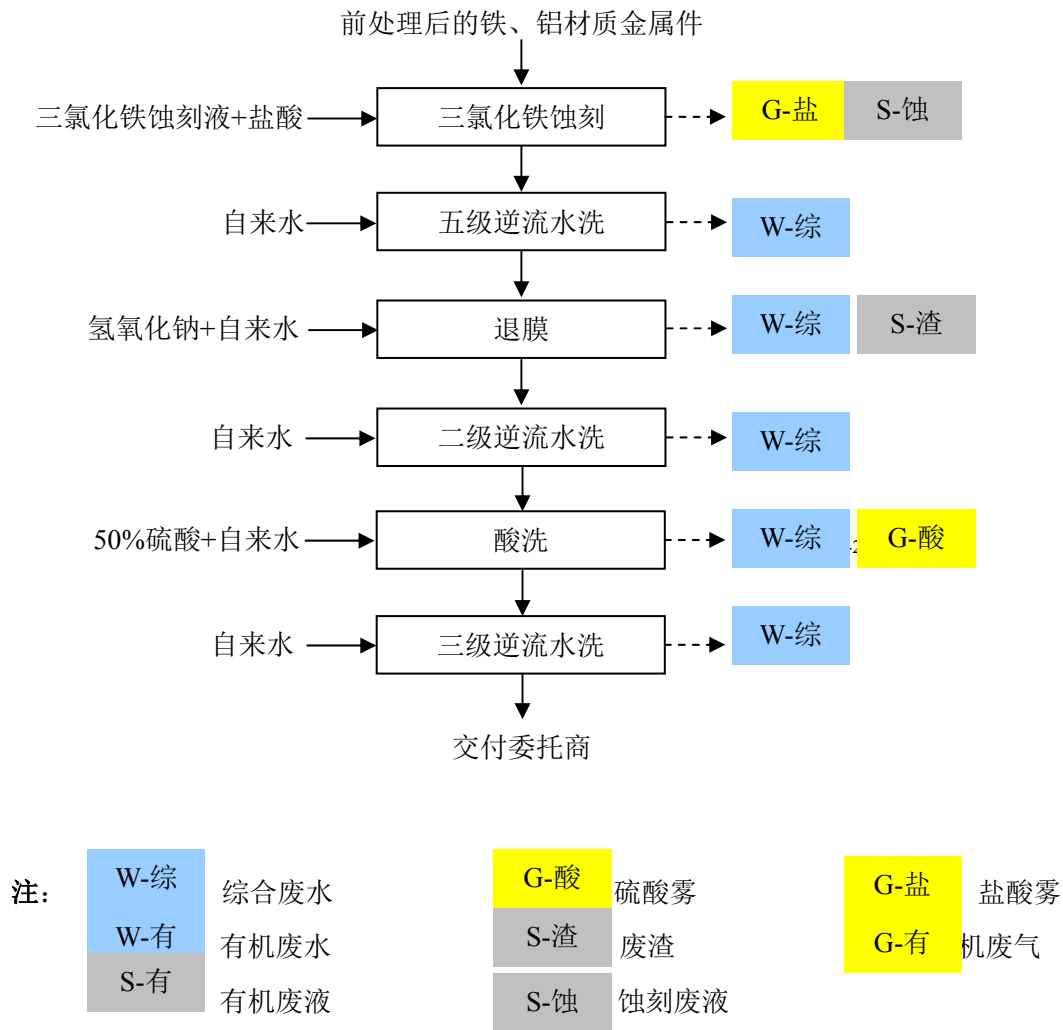 前处理后的铁、铝材质金属件
三氯化铁蚀刻液+盐酸 三氯化铁蚀刻 G-盐 S-蚀
自来水 五级逆流水洗 W-综
氢氧化钠+自来水 退膜 W-综 S-渣
自来水 二级逆流水洗 W-综
50%硫酸+自来水 酸洗 W-综 G-酸
自来水 三级逆流水洗 W-综
交付委托商
注： W-综 综合废水 G-酸 硫酸雾 G-盐 盐酸雾
W-有 有机废水 S-渣 废渣 G-有 机废气
S-有 有机废液 S-蚀 蚀刻废液